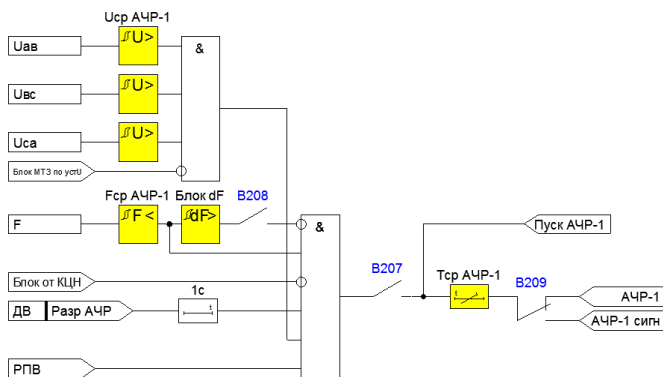 Uср АЧР-1
Uав
U>
&
Uвс
U>
Uса
U>
Блок МТЗ по устU
Fср АЧР-1
Блок dF
B208
F
F <
dF>
&
Пуск АЧР-1
Блок от КЦН
B207
Тср АЧР-1
B209
1с
t
АЧР-1
ДВ
Разр АЧР
t
АЧР-1 сигн
РПВ